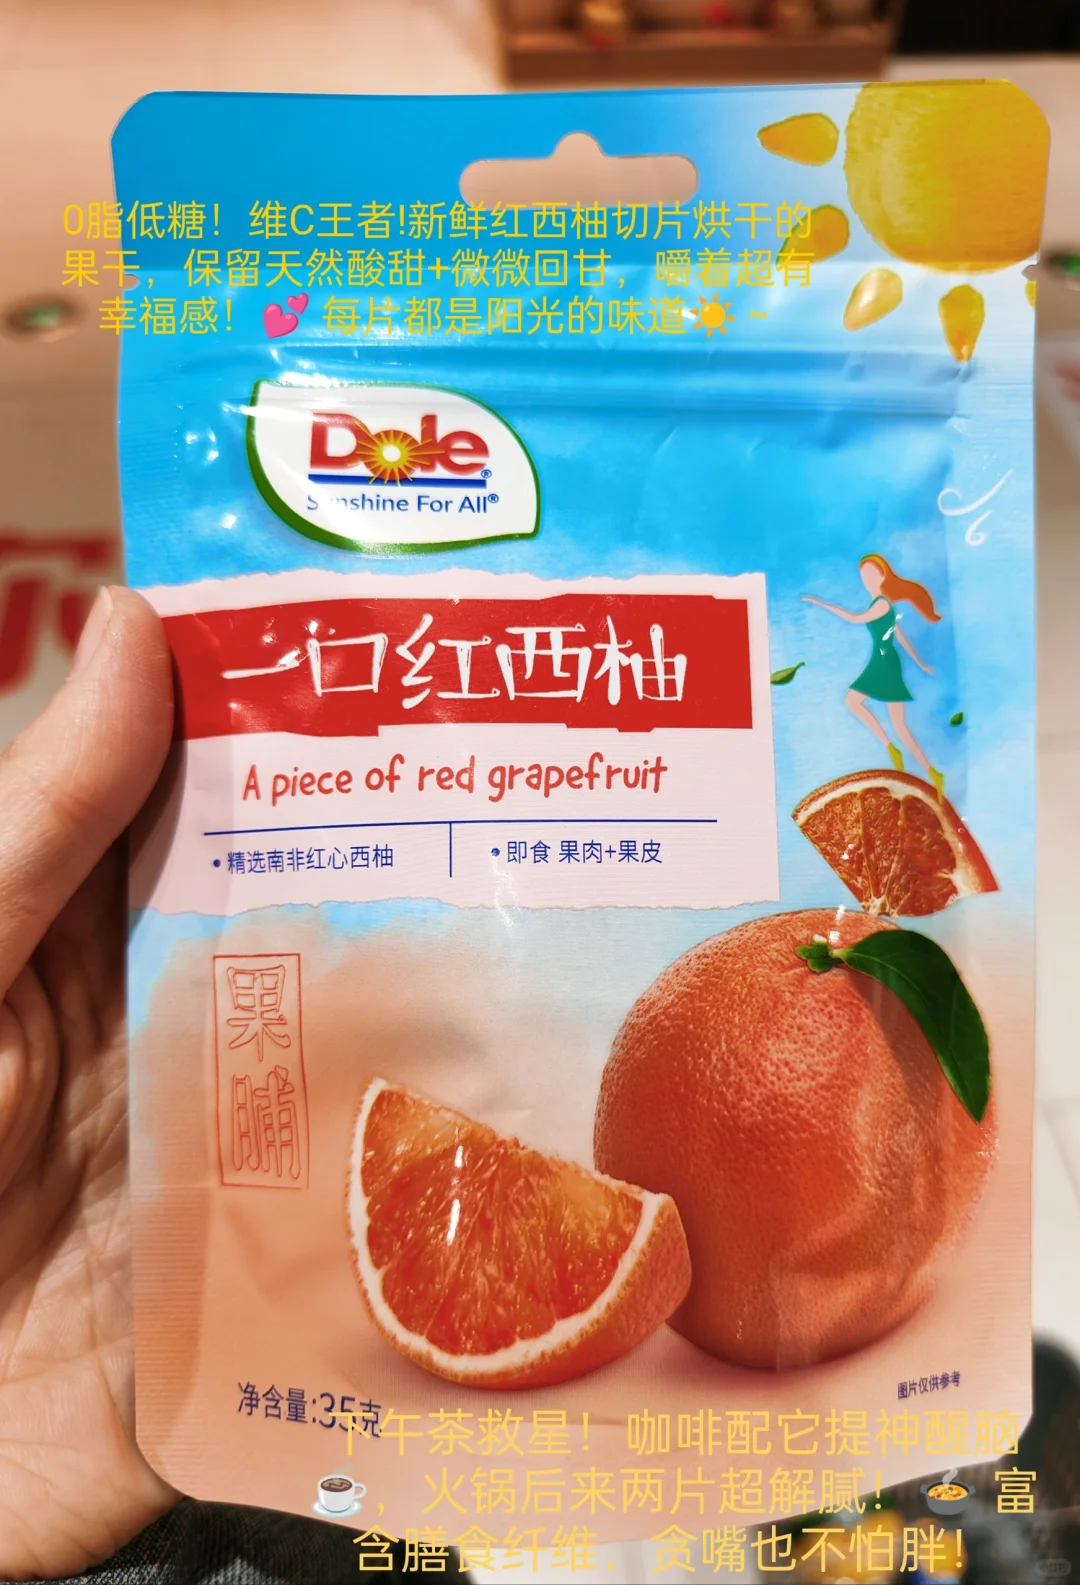 0脂低糖！维C王者!新鲜红西柚切片烘干的
果干，保留天然酸甜+微微回甘，嚼着超有
幸福感！💕 每片都是阳光的味道☀️~
Dole®
Sunshine For All®
一口红西柚
A piece of red grapefruit
•精选南非红心西柚
•即食 果肉+果皮
果脯
净含量:35克
图片仅供参考
下午茶救星！咖啡配它提神醒脑
☕，火锅后来两片超解腻！🍲 富
含膳食纤维，贪嘴也不怕胖！